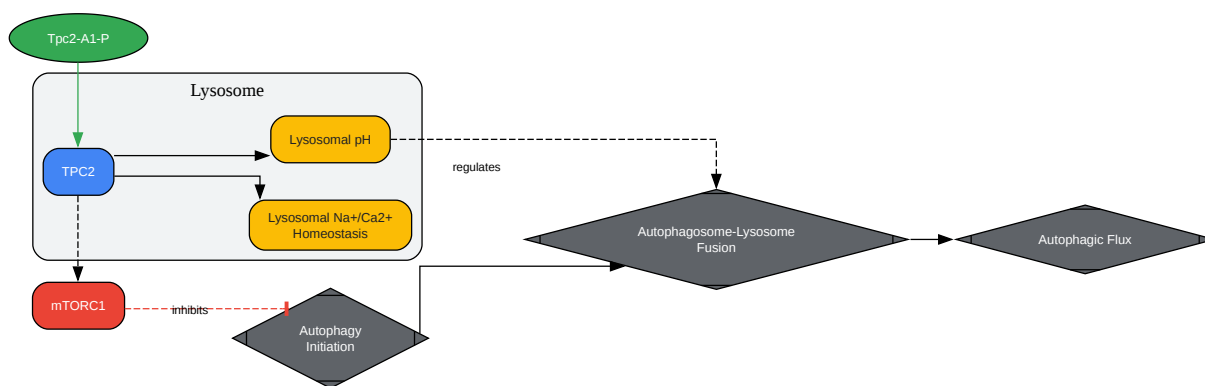 Tpc2-A1-P
Lysosome
Lysosomal pH
TPC2
regulates
Lysosomal Na+/Ca2+
Homeostasis
Autophagosome-Lysosome
Fusion
Autophagic Flux
mTORC1
inhibits
Autophagy
Initiation